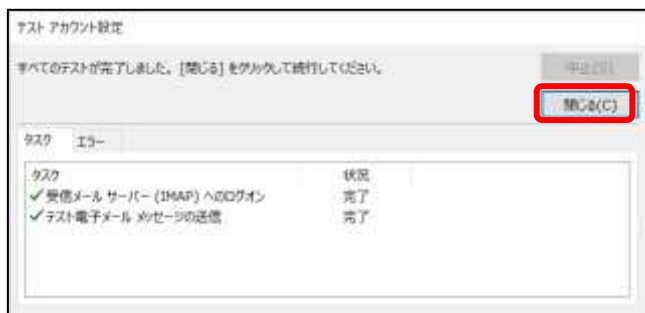 テスト アカウント設定
すべてのテストが完了しました。[閉じる] をクリックして続行してください。
中止(S)
閉じる(C)
タスク エラー
タスク 状況
受信メール サーバー (IMAP) へのログオン 完了
テスト電子メール メッセージの送信 完了